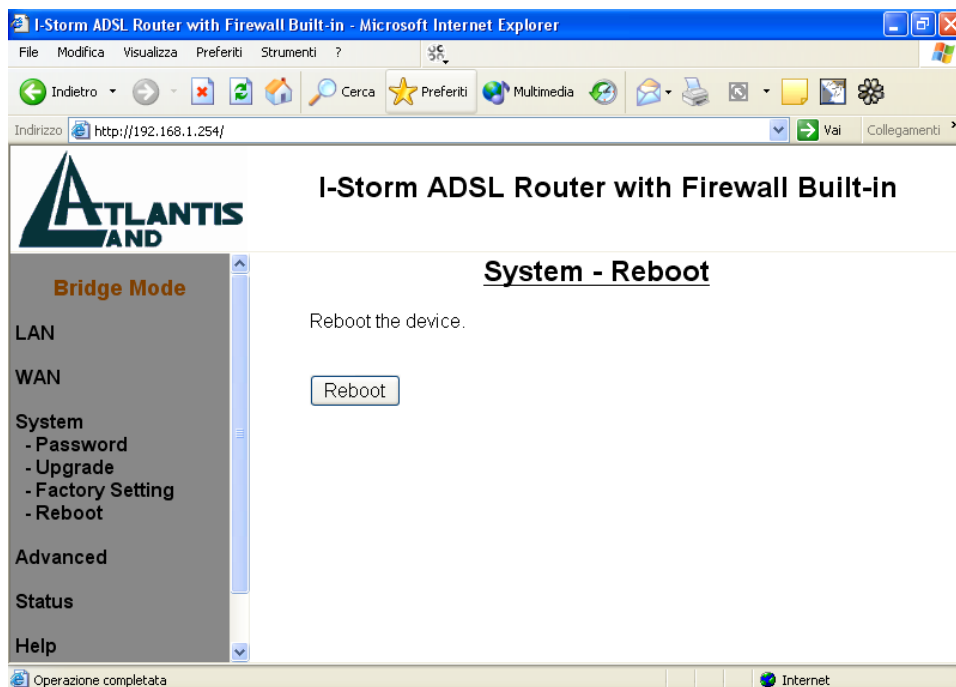 I-Storm ADSL Router with Firewall Built-in - Microsoft Internet Explorer
File Modifica Visualizza Preferiti Strumenti ?
Indietro Cerca Preferiti Multimedia
Indirizzo http://192.168.1.254/ Vai Collegamenti »
ATLANTIS
LAND
I-Storm ADSL Router with Firewall Built-in
Bridge Mode
LAN
WAN
System
- Password
- Upgrade
- Factory Setting
- Reboot
Advanced
Status
Help
System - Reboot
Reboot the device.
Reboot
Operazione completata Internet